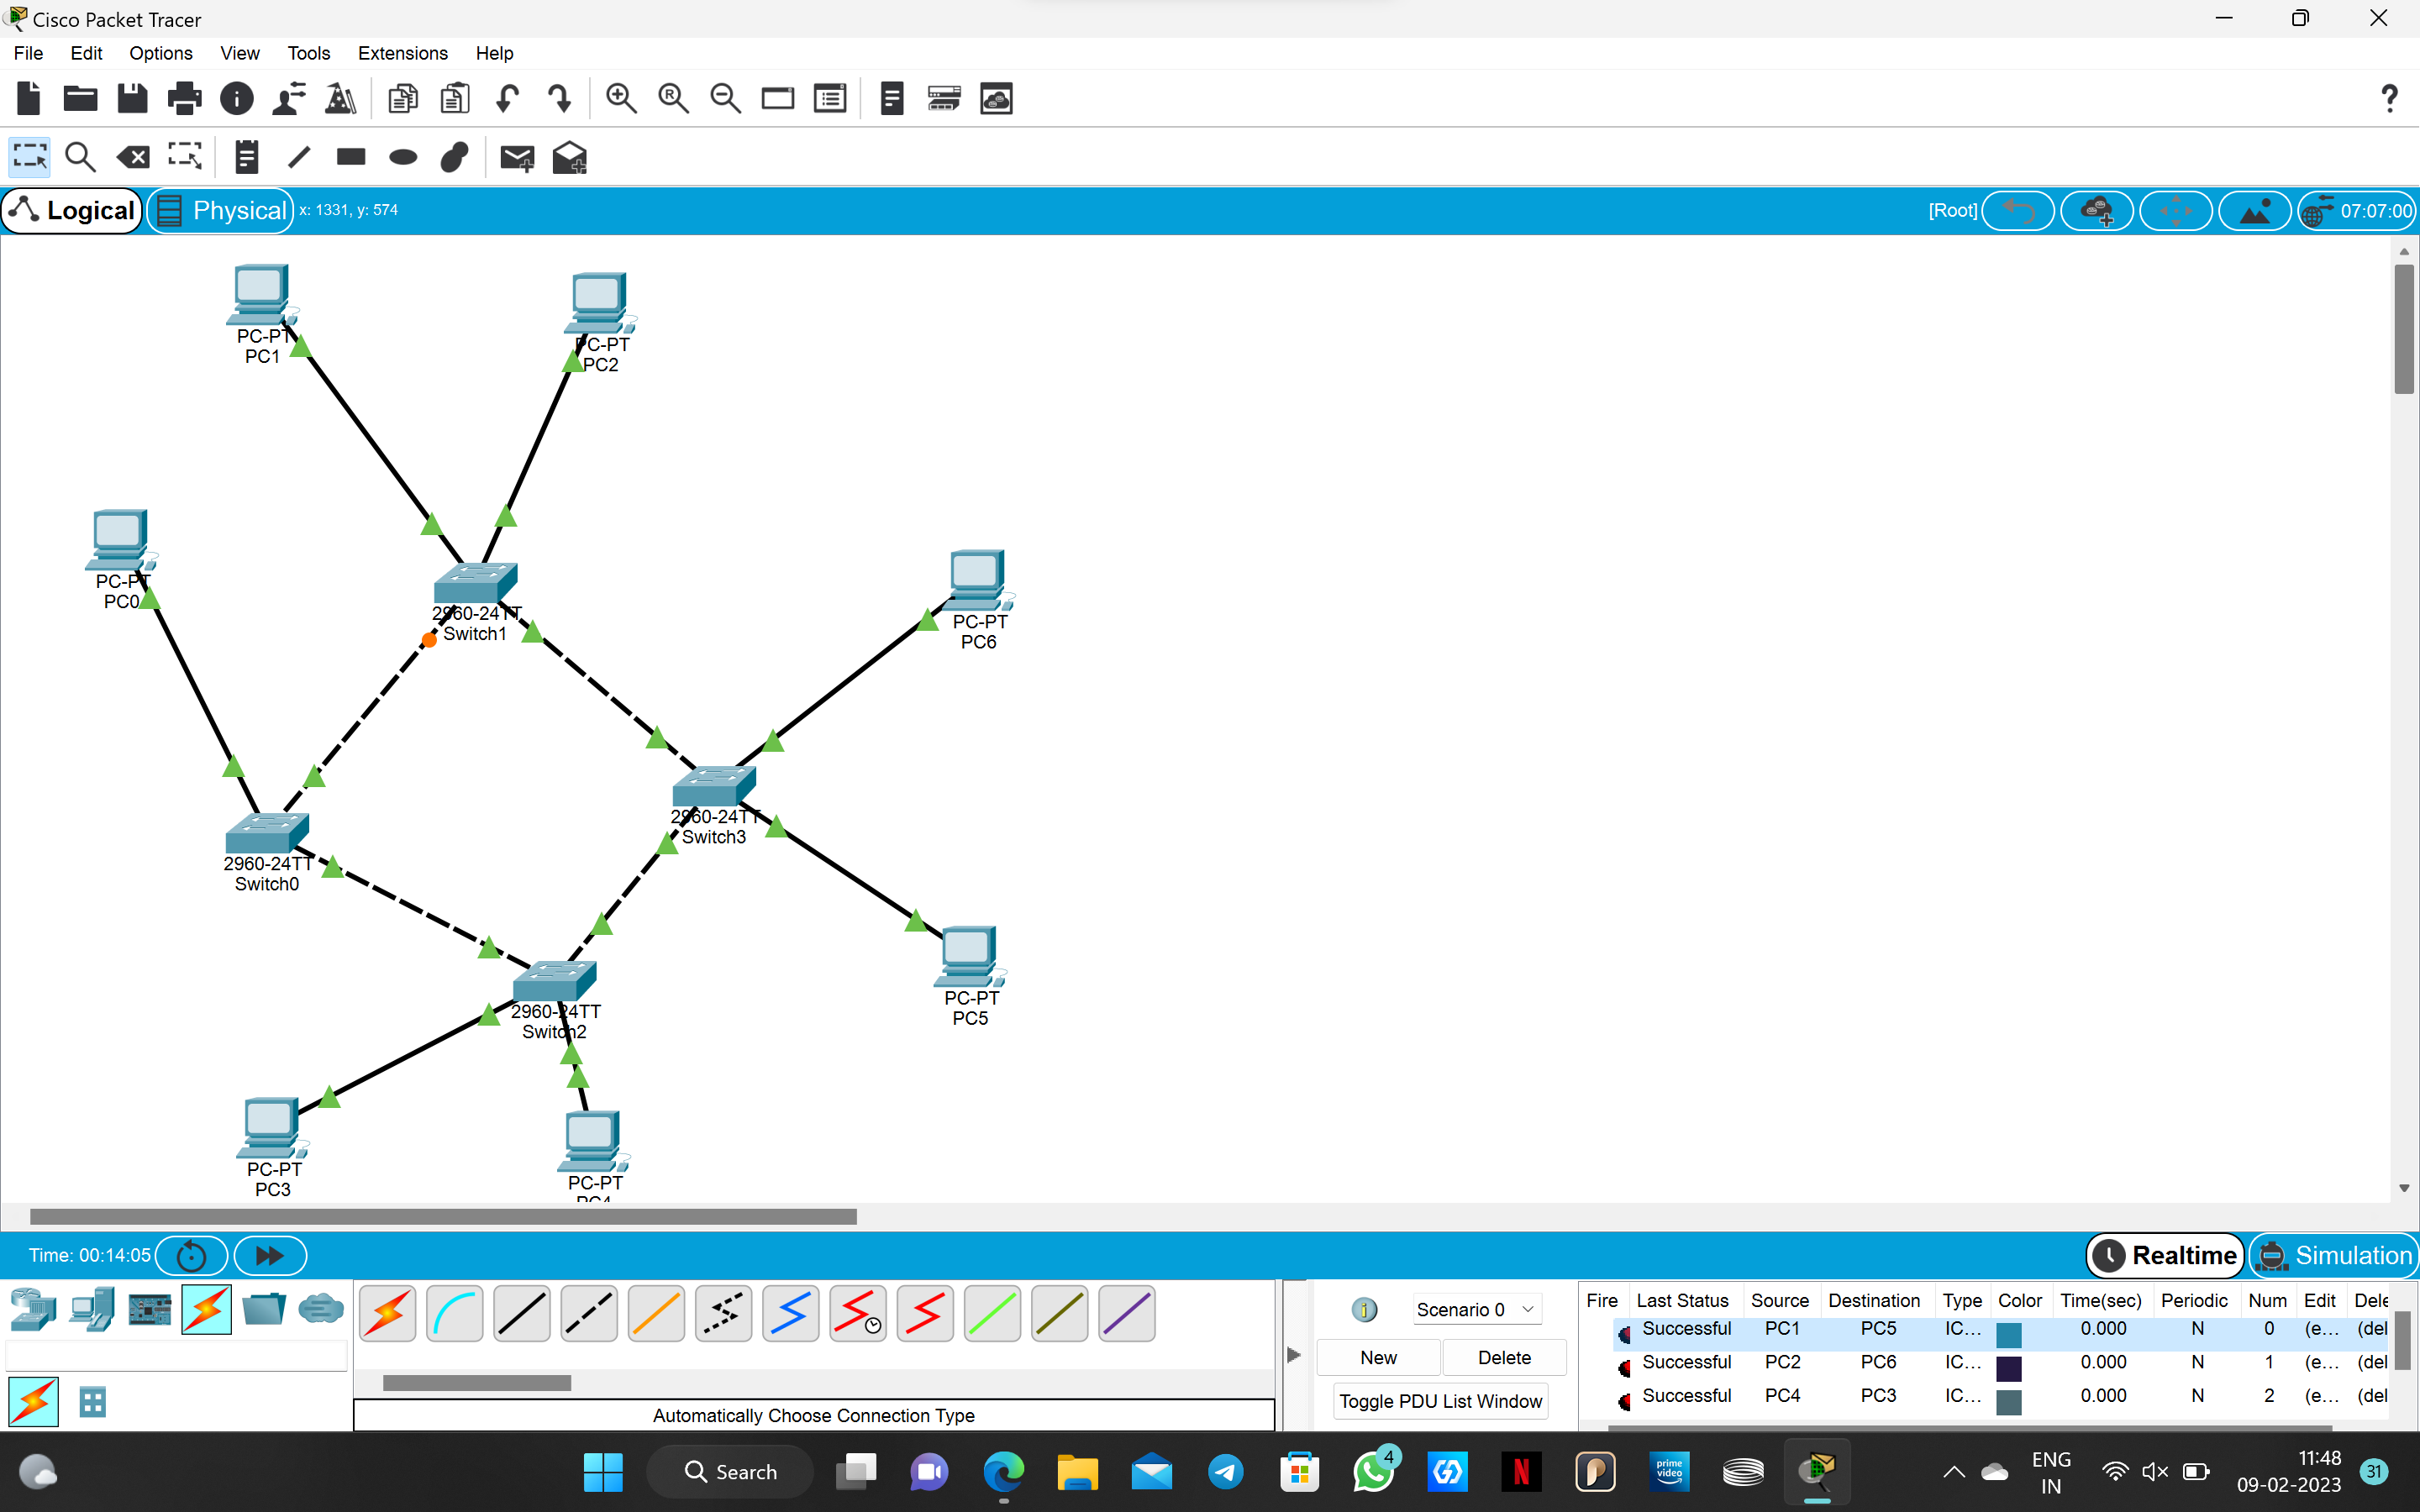 Cisco Packet Tracer
File Edit Options View Tools Extensions Help
Logical Physical x: 1331, y: 574 [Root] 07:07:00
PC-PT
PC1
PC-PT
PC2
PC-PT
PC0
2960-24TT
Switch1
PC-PT
PC6
2960-24TT
Switch3
2960-24TT
Switch0
PC-PT
PC5
2960-24TT
Switch2
PC-PT
PC3
PC-PT
PC4
Time: 00:14:05 Realtime Simulation
Scenario 0
New Delete
Toggle PDU List Window
Automatically Choose Connection Type
Fire Last Status Source Destination Type Color Time(sec) Periodic Num Edit Dele
Successful PC1 PC5 IC... 0.000 N 0 (e... (del
Successful PC2 PC6 IC... 0.000 N 1 (e... (del
Successful PC4 PC3 IC... 0.000 N 2 (e... (del
Search
4
prime
video
ENG
IN
11:48
09-02-2023
31